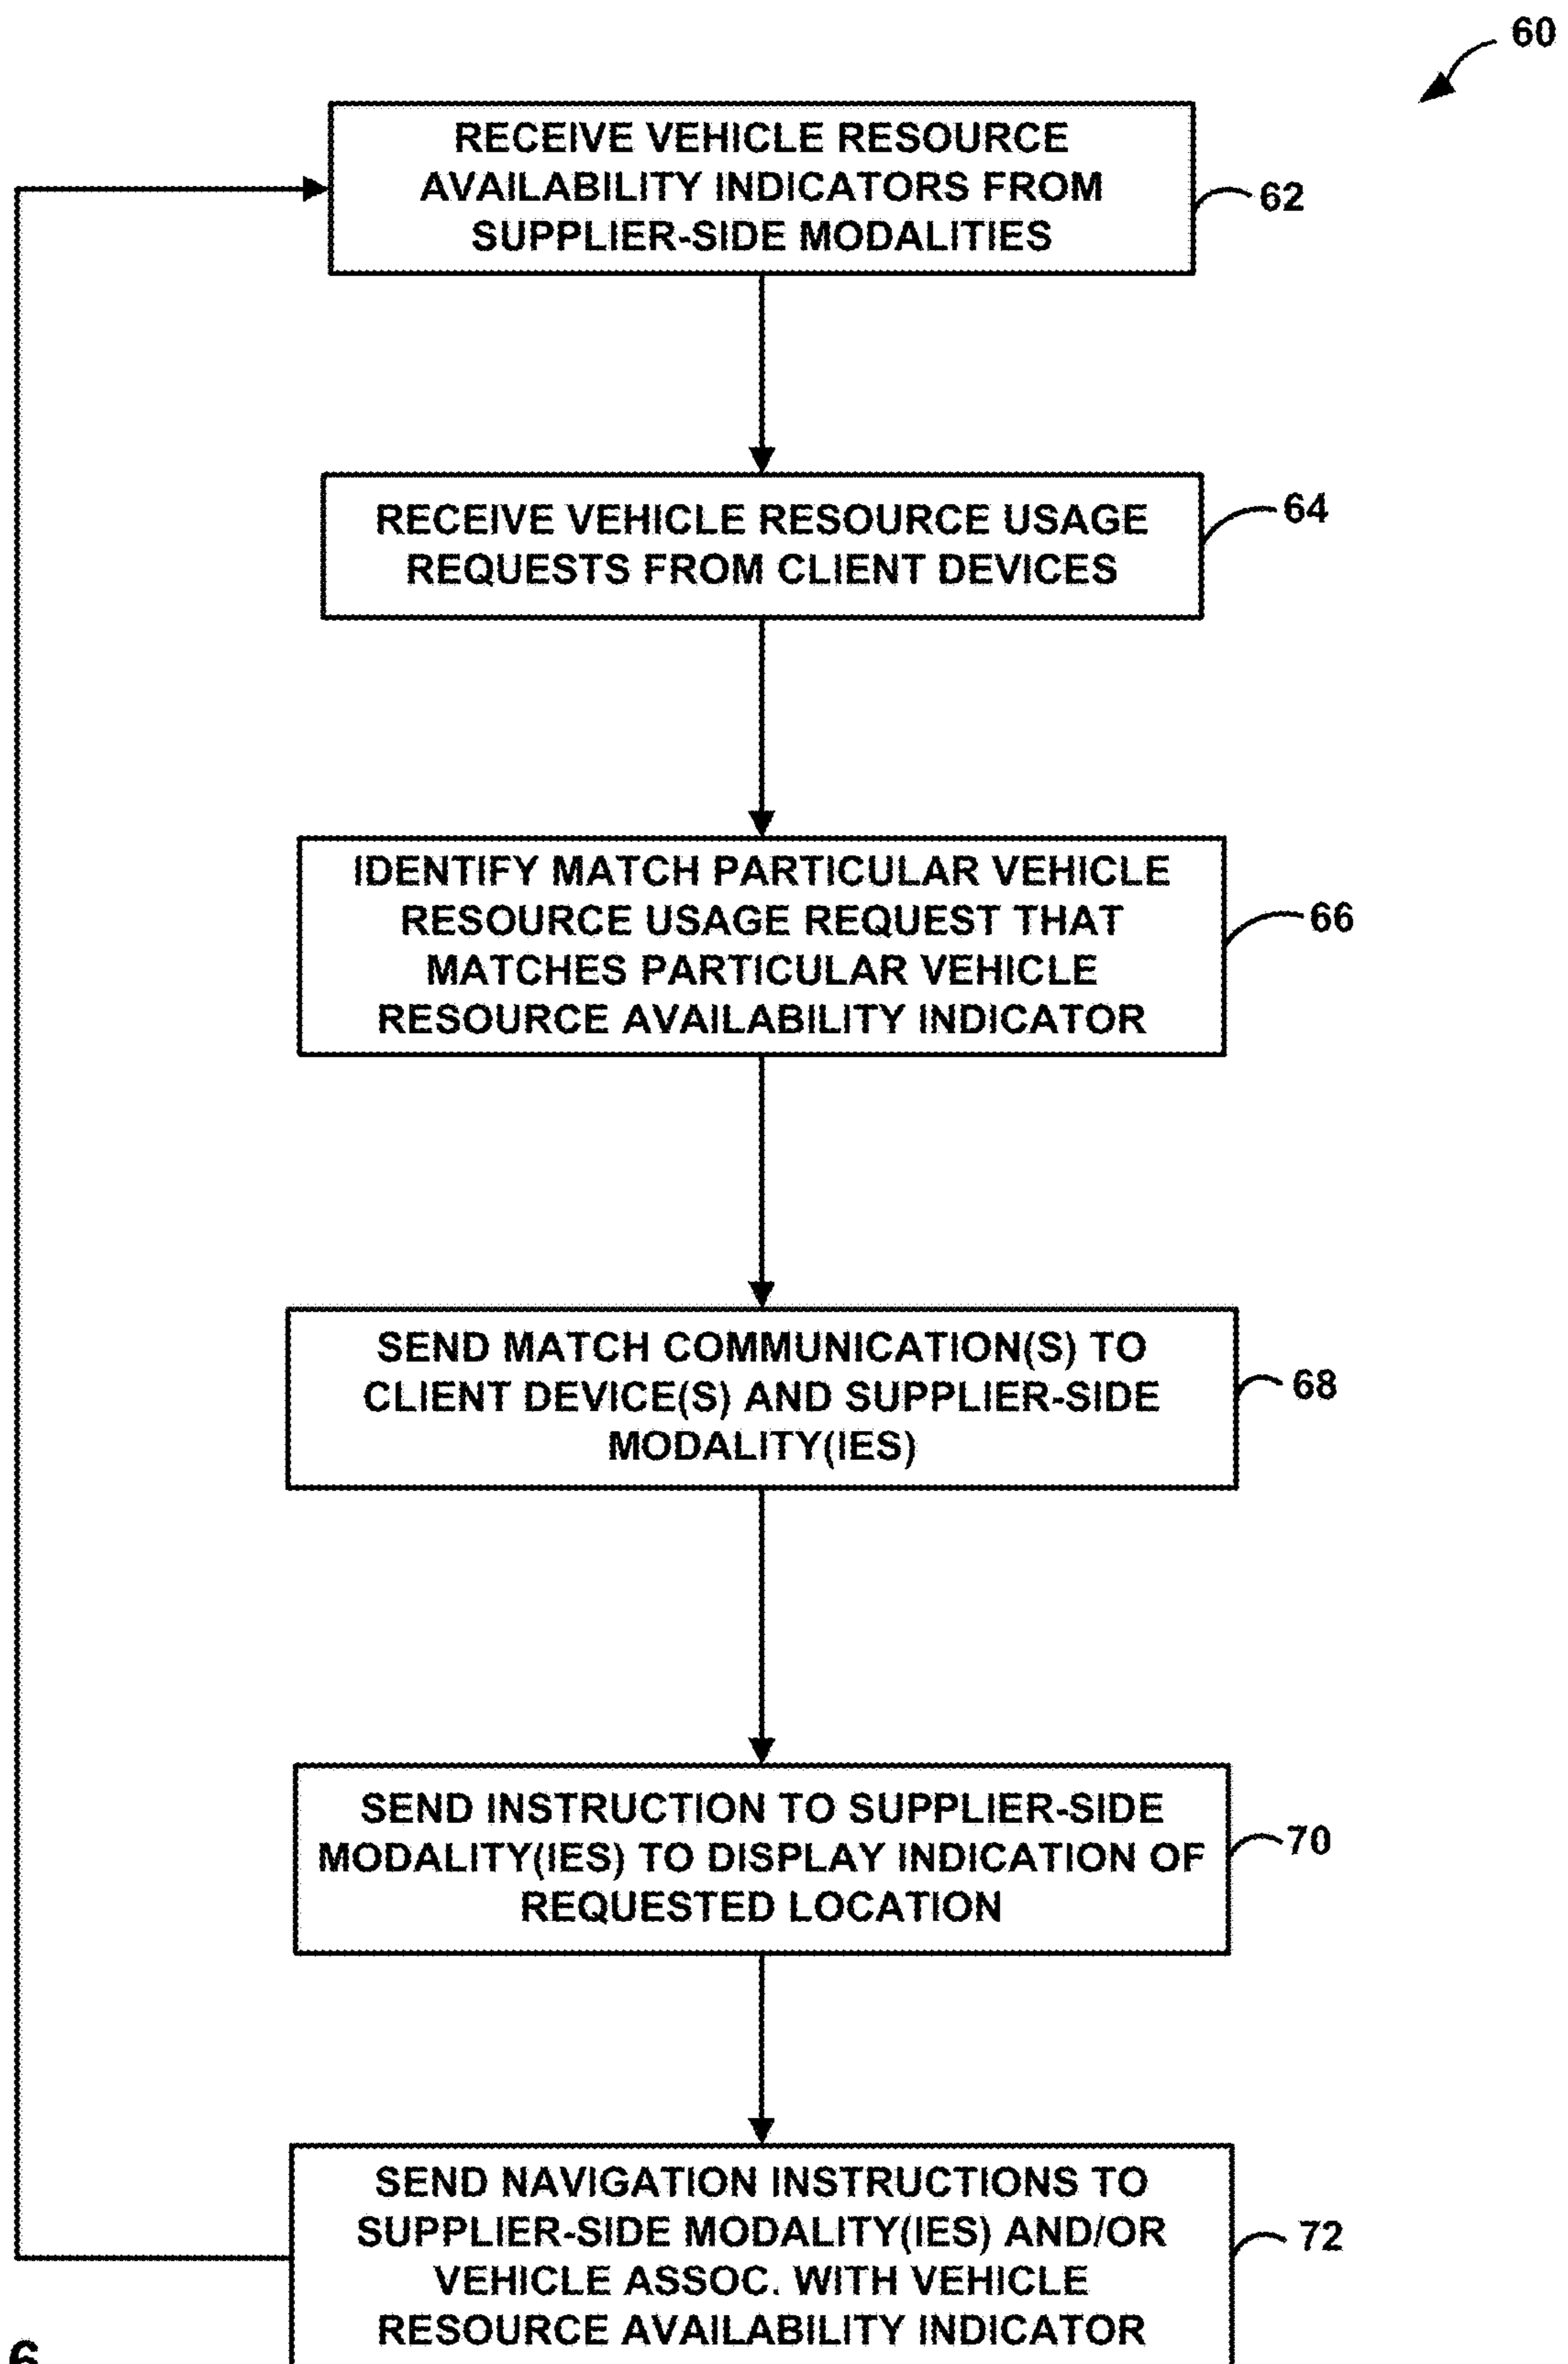 60
RECEIVE VEHICLE RESOURCE
AVAILABILITY INDICATORS FROM
SUPPLIER-SIDE MODALITIES
62
RECEIVE VEHICLE RESOURCE USAGE
REQUESTS FROM CLIENT DEVICES
64
IDENTIFY MATCH PARTICULAR VEHICLE
RESOURCE USAGE REQUEST THAT
MATCHES PARTICULAR VEHICLE
RESOURCE AVAILABILITY INDICATOR
66
SEND MATCH COMMUNICATION(S) TO
CLIENT DEVICE(S) AND SUPPLIER-SIDE
MODALITY(IES)
68
SEND INSTRUCTION TO SUPPLIER-SIDE
MODALITY(IES) TO DISPLAY INDICATION OF
REQUESTED LOCATION
70
SEND NAVIGATION INSTRUCTIONS TO
SUPPLIER-SIDE MODALITY(IES) AND/OR
VEHICLE ASSOC. WITH VEHICLE
RESOURCE AVAILABILITY INDICATOR
72
6